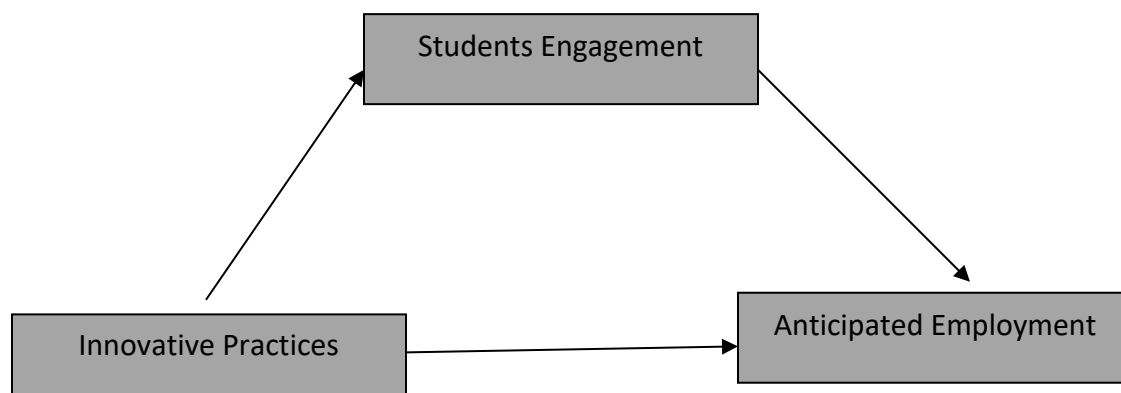 Students Engagement
Innovative Practices
Anticipated Employment